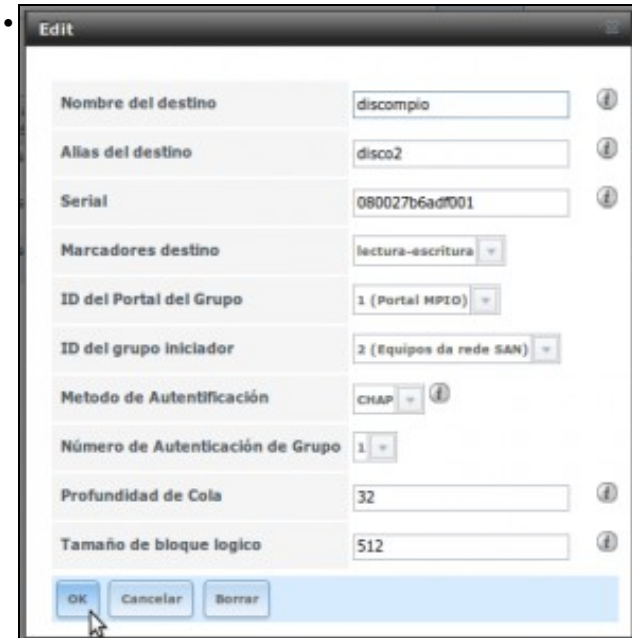 Edit
Nombre del destino discompio
Alias del destino disco2
Serial 080027b6adf001
Marcadores destino lectura-escritura
ID del Portal del Grupo 1 (Portal MPIO)
ID del grupo iniciador 2 (Equipos da rede SAN)
Metodo de Autentificación CHAP
Número de Autenticación de Grupo 1
Profundidad de Cola 32
Tamaño de bloque logico 512
OK Cancelar Borrar